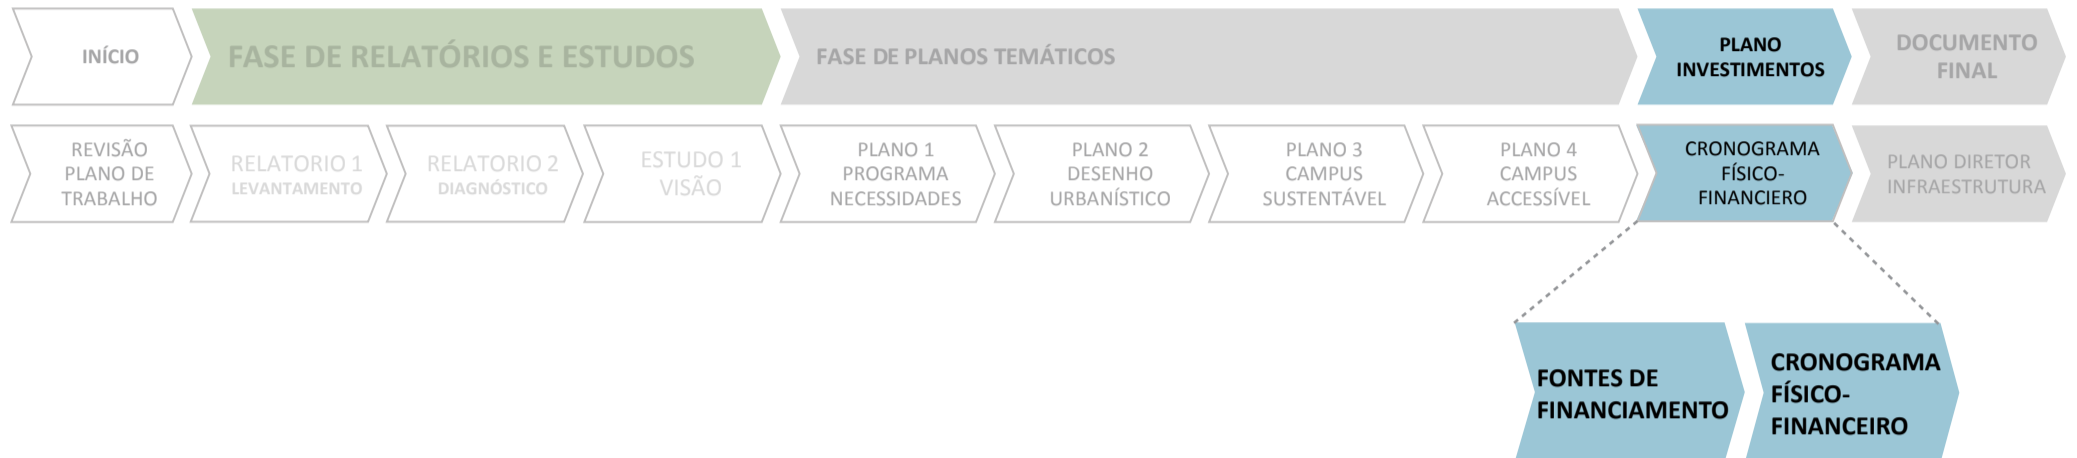 INÍCIO
FASE DE RELATÓRIOS E ESTUDOS
FASE DE PLANOS TEMÁTICOS
PLANO
INVESTIMENTOS
DOCUMENTO
FINAL
REVISÃO
PLANO DE
TRABALHO
RELATORIO 1
LEVANTAMENTO
RELATORIO 2
DIAGNÓSTICO
ESTUDO 1
VISÃO
PLANO 1
PROGRAMA
NECESSIDADES
PLANO 2
DESENHO
URBANÍSTICO
PLANO 3
CAMPUS
SUSTENTÁVEL
PLANO 4
CAMPUS
ACCESSÍVEL
CRONOGRAMA
FÍSICO-
FINANCIERO
PLANO DIRETOR
INFRAESTRUTURA
FONTES DE
FINANCIAMENTO
CRONOGRAMA
FÍSICO-
FINANCEIRO